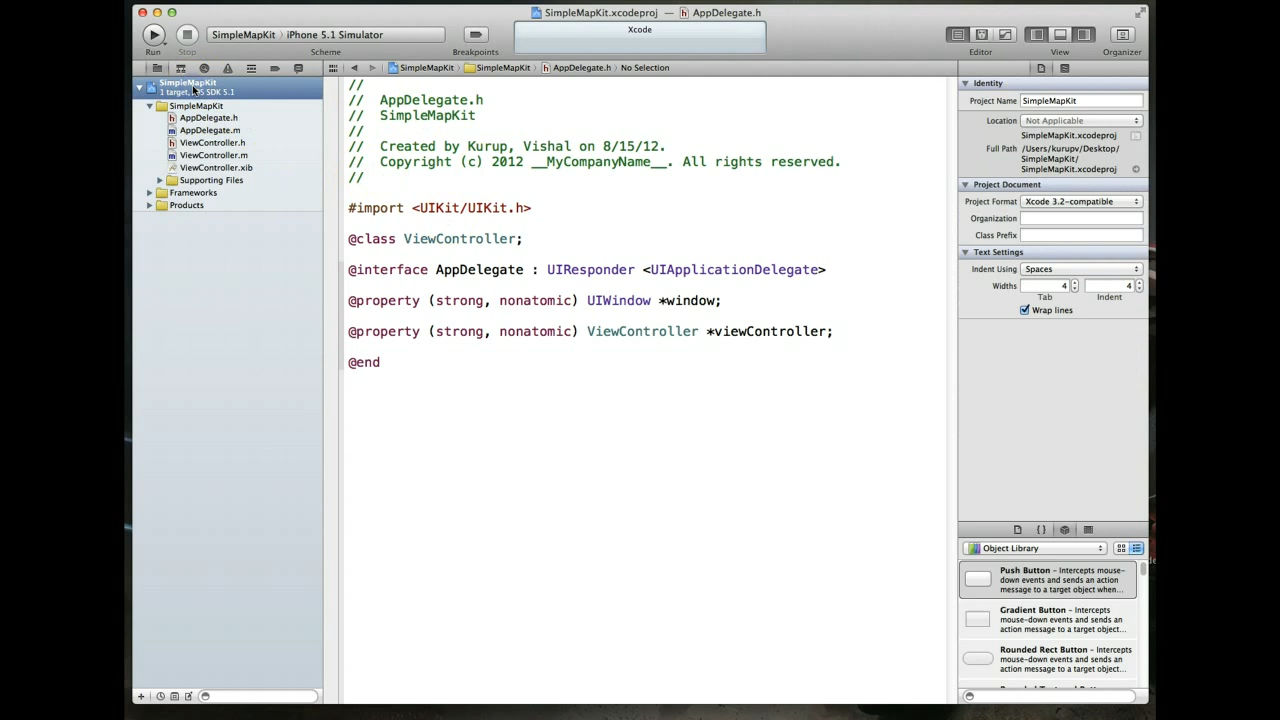 SimpleMapKit.xcodeproj — AppDelegate.h
Run
Stop
SimpleMapKit › iPhone 5.1 Simulator
Scheme
Breakpoints
Xcode
Editor
View
Organizer
SimpleMapKit
SimpleMapKit
AppDelegate.h
No Selection
SimpleMapKit
1 target, iOS SDK 5.1
SimpleMapKit
AppDelegate.h
AppDelegate.m
ViewController.h
ViewController.m
ViewController.xib
Supporting Files
Frameworks
Products
//
// AppDelegate.h
// SimpleMapKit
//
// Created by Kurup, Vishal on 8/15/12.
// Copyright (c) 2012 __MyCompanyName__. All rights reserved.
//
#import <UIKit/UIKit.h>
@class ViewController;
@interface AppDelegate : UIResponder <UIApplicationDelegate>
@property (strong, nonatomic) UIWindow *window;
@property (strong, nonatomic) ViewController *viewController;
@end
Identity
Project Name SimpleMapKit
Location Not Applicable
SimpleMapKit.xcodeproj
Full Path /Users/kurupv/Desktop/
SimpleMapKit/
SimpleMapKit.xcodeproj
Project Document
Project Format Xcode 3.2-compatible
Organization
Class Prefix
Text Settings
Indent Using Spaces
Widths 4 4
Tab Indent
Wrap lines
{ }
Object Library
Push Button - Intercepts mouse-
down events and sends an action
message to a target object when...
Gradient Button - Intercepts
mouse-down events and sends an
action message to a target object...
Rounded Rect Button - Intercepts
mouse-down events and sends an
action message to a target object...